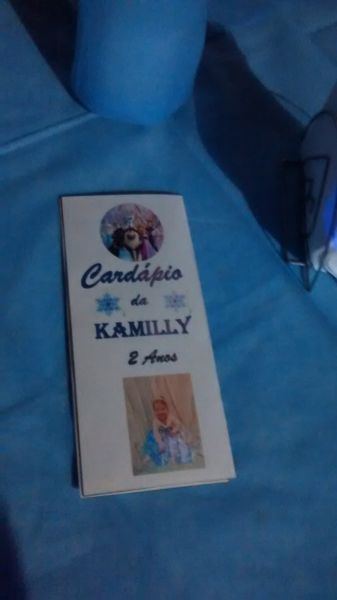 Cardápio
da
KAMILLY
2 Anos